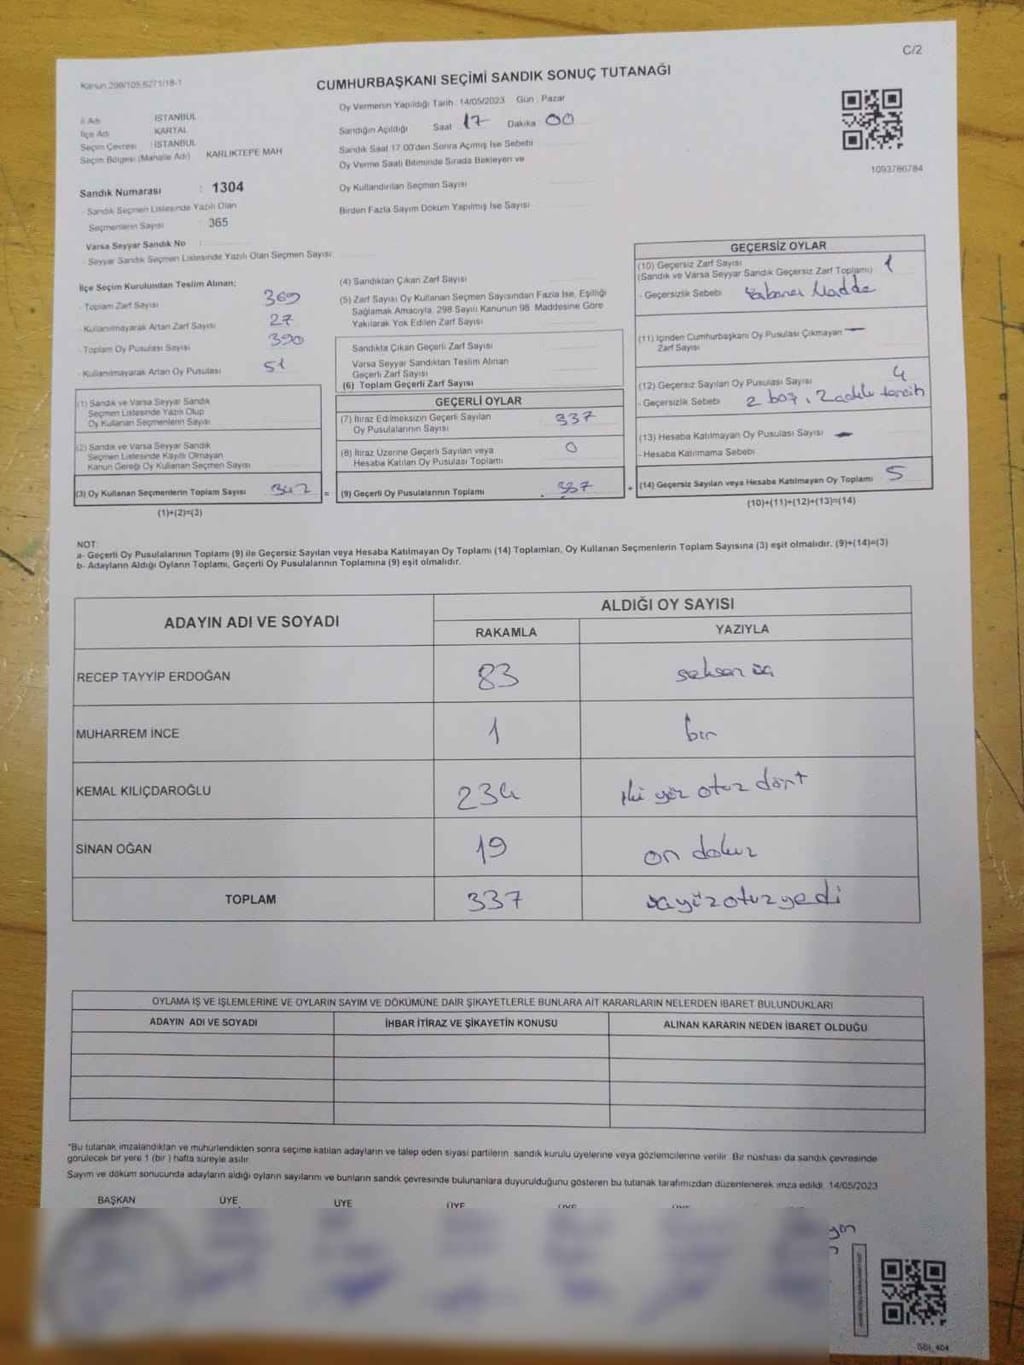 C/2
Kanun 298/105,6271/18-1
CUMHURBAŞKANI SEÇİMİ SANDIK SONUÇ TUTANAĞI
İl Adı : İSTANBUL
İlçe Adı : KARTAL
Seçim Çevresi : İSTANBUL
Seçim Bölgesi (Mahalle Adı) : KARLIKTEPE MAH
Sandık Numarası : 1304
- Sandık Seçmen Listesinde Yazılı Olan
Seçmenlerin Sayısı : 365
Varsa Seyyar Sandık No :
- Seyyar Sandık Seçmen Listesinde Yazılı Olan Seçmen Sayısı:
Oy Vermenin Yapıldığı Tarih : 14/05/2023 Gün : Pazar
Sandığın Açıldığı Saat 17 Dakika 00
Sandık Saat 17:00'den Sonra Açmış İse Sebebi
Oy Verme Saati Bitiminde Sırada Bekleyen ve
Oy Kullandırılan Seçmen Sayısı
Birden Fazla Sayım Döküm Yapılmış İse Sayısı
1093786784
İlçe Seçim Kurulundan Teslim Alınan;
- Toplam Zarf Sayısı 369
- Kullanılmayarak Artan Zarf Sayısı 27
- Toplam Oy Pusulası Sayısı 390
- Kullanılmayarak Artan Oy Pusulası 51
(1) Sandık ve Varsa Seyyar Sandık
Seçmen Listesinde Yazılı Olup
Oy Kullanan Seçmenlerin Sayısı
(2) Sandık ve Varsa Seyyar Sandık
Seçmen Listesinde Kayıtlı Olmayan
Kanun Gereği Oy Kullanan Seçmen Sayısı
(3) Oy Kullanan Seçmenlerin Toplam Sayısı 342 =
(1)+(2)=(3)
(4) Sandıktan Çıkan Zarf Sayısı
(5) Zarf Sayısı Oy Kullanan Seçmen Sayısından Fazla İse, Eşitliği
Sağlamak Amacıyla, 298 Sayılı Kanunun 98. Maddesine Göre
Yakılarak Yok Edilen Zarf Sayısı
Sandıkta Çıkan Geçerli Zarf Sayısı
Varsa Seyyar Sandıktan Teslim Alınan
Geçerli Zarf Sayısı
(6) Toplam Geçerli Zarf Sayısı
GEÇERLİ OYLAR
(7) İtiraz Edilmeksizin Geçerli Sayılan 337
Oy Pusulalarının Sayısı
(8) İtiraz Üzerine Geçerli Sayılan veya 0
Hesaba Katılan Oy Pusulası Toplamı
(9) Geçerli Oy Pusulalarının Toplamı 337 +
GEÇERSİZ OYLAR
(10) Geçersiz Zarf Sayısı 1
(Sandık ve Varsa Seyyar Sandık Geçersiz Zarf Toplamı)
- Geçersizlik Sebebi Yabancı Madde
(11) İçinden Cumhurbaşkanı Oy Pusulası Çıkmayan —
Zarf Sayısı
(12) Geçersiz Sayılan Oy Pusulası Sayısı 4
- Geçersizlik Sebebi 2 boş, 2 adet tercih
(13) Hesaba Katılmayan Oy Pusulası Sayısı —
- Hesaba Katılmama Sebebi
(14) Geçersiz Sayılan veya Hesaba Katılmayan Oy Toplamı 5
(10)+(11)+(12)+(13)=(14)
NOT:
a- Geçerli Oy Pusulalarının Toplamı (9) ile Geçersiz Sayılan veya Hesaba Katılmayan Oy Toplamı (14) Toplamları, Oy Kullanan Seçmenlerin Toplam Sayısına (3) eşit olmalıdır. (9)+(14)=(3)
b- Adayların Aldığı Oyların Toplamı, Geçerli Oy Pusulalarının Toplamına (9) eşit olmalıdır.
ADAYIN ADI VE SOYADI ALDIĞI OY SAYISI
RAKAMLA YAZIYLA
RECEP TAYYİP ERDOĞAN 83 seksen üç
MUHARREM İNCE 1 bir
KEMAL KILIÇDAROĞLU 234 iki yüz otuz dört
SİNAN OĞAN 19 on dokuz
TOPLAM 337 üçyüzotuzyedi
OYLAMA İŞ VE İŞLEMLERİNE VE OYLARIN SAYIM VE DÖKÜMÜNE DAİR ŞİKAYETLERLE BUNLARA AİT KARARLARIN NELERDEN İBARET BULUNDUKLARI
ADAYIN ADI VE SOYADI İHBAR İTİRAZ VE ŞİKAYETİN KONUSU ALINAN KARARIN NEDEN İBARET OLDUĞU
"Bu tutanak imzalandıktan ve mühürlendikten sonra seçime katılan adayların ve talep eden siyasi partilerin, sandık kurulu üyelerine veya gözlemcilerine verilir. Bir nüshası da sandık çevresinde
görülecek bir yere 1 (bir ) hafta süreyle asılır.
Sayım ve döküm sonucunda adayların aldığı oyların sayılarını ve bunların sandık çevresinde bulunanlara duyurulduğunu gösteren bu tutanak tarafımızdan düzenlenerek imza edildi. 14/05/2023
BAŞKAN ÜYE ÜYE ÜYE ÜYE